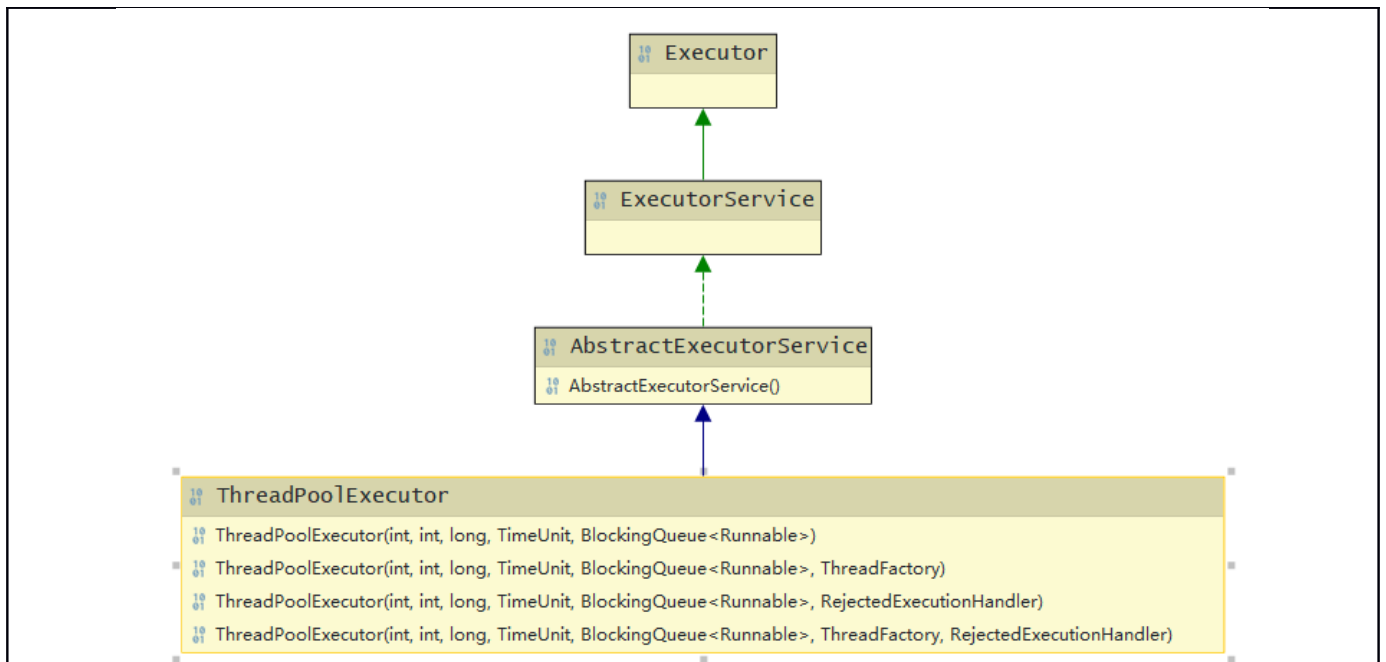 Executor
ExecutorService
AbstractExecutorService
AbstractExecutorService()
ThreadPoolExecutor
ThreadPoolExecutor(int, int, long, TimeUnit, BlockingQueue<Runnable>)
ThreadPoolExecutor(int, int, long, TimeUnit, BlockingQueue<Runnable>, ThreadFactory)
ThreadPoolExecutor(int, int, long, TimeUnit, BlockingQueue<Runnable>, RejectedExecutionHandler)
ThreadPoolExecutor(int, int, long, TimeUnit, BlockingQueue<Runnable>, ThreadFactory, RejectedExecutionHandler)